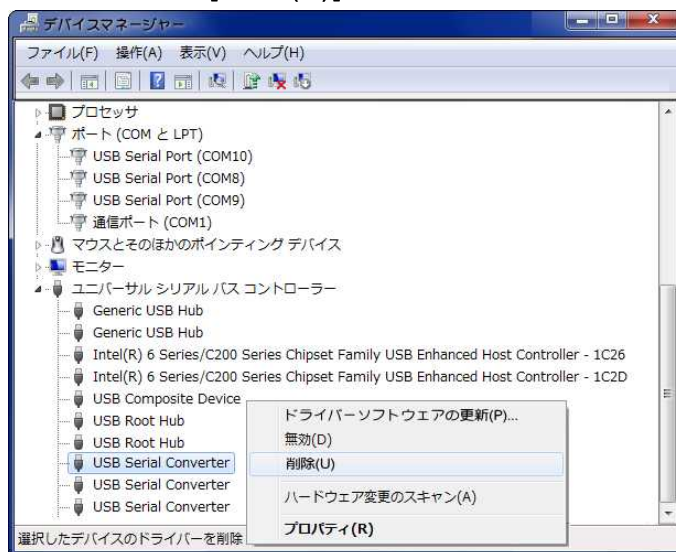 デバイスマネージャー
ファイル(F) 操作(A) 表示(V) ヘルプ(H)
プロセッサ
ポート (COM と LPT)
USB Serial Port (COM10)
USB Serial Port (COM8)
USB Serial Port (COM9)
通信ポート (COM1)
マウスとそのほかのポインティング デバイス
モニター
ユニバーサル シリアル バス コントローラー
Generic USB Hub
Generic USB Hub
Intel(R) 6 Series/C200 Series Chipset Family USB Enhanced Host Controller - 1C26
Intel(R) 6 Series/C200 Series Chipset Family USB Enhanced Host Controller - 1C2D
USB Composite Device
USB Root Hub
USB Root Hub
USB Serial Converter
USB Serial Converter
USB Serial Converter
ドライバーソフトウェアの更新(P)...
無効(D)
削除(U)
ハードウェア変更のスキャン(A)
プロパティ(R)
選択したデバイスのドライバーを削除